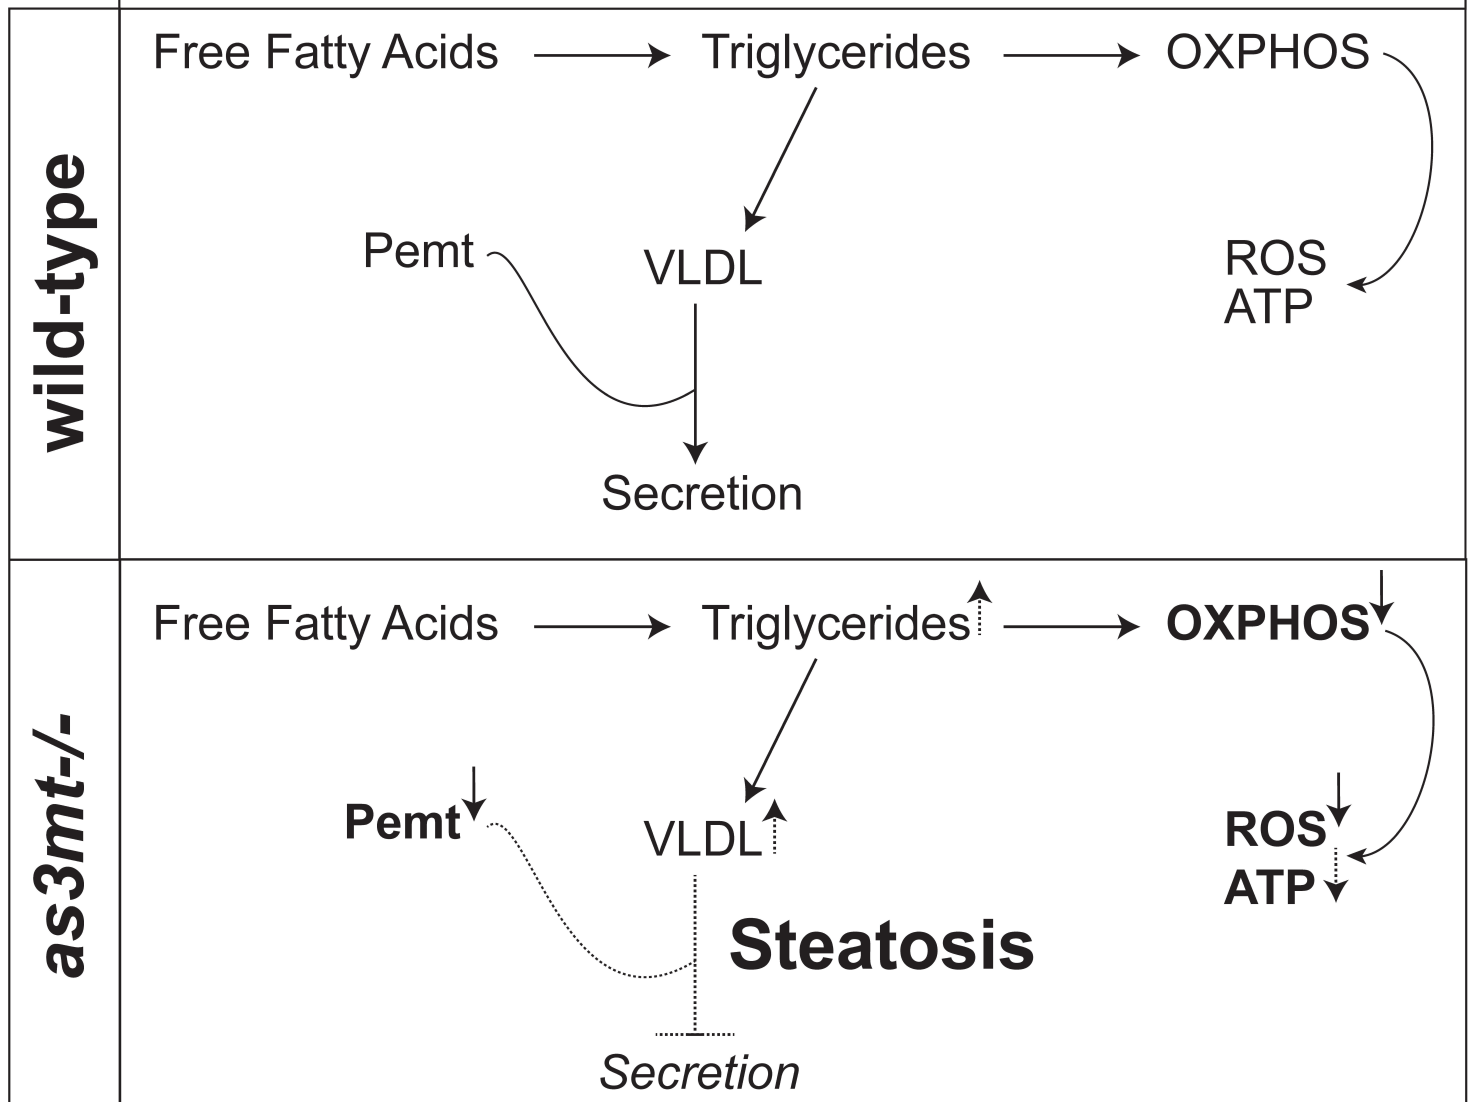 wild-type
Free Fatty Acids
Triglycerides
OXPHOS
Pemt
VLDL
ROS
ATP
Secretion
as3mt-/-
Free Fatty Acids
Triglycerides
OXPHOS
Pemt
VLDL
ROS
ATP
Steatosis
Secretion